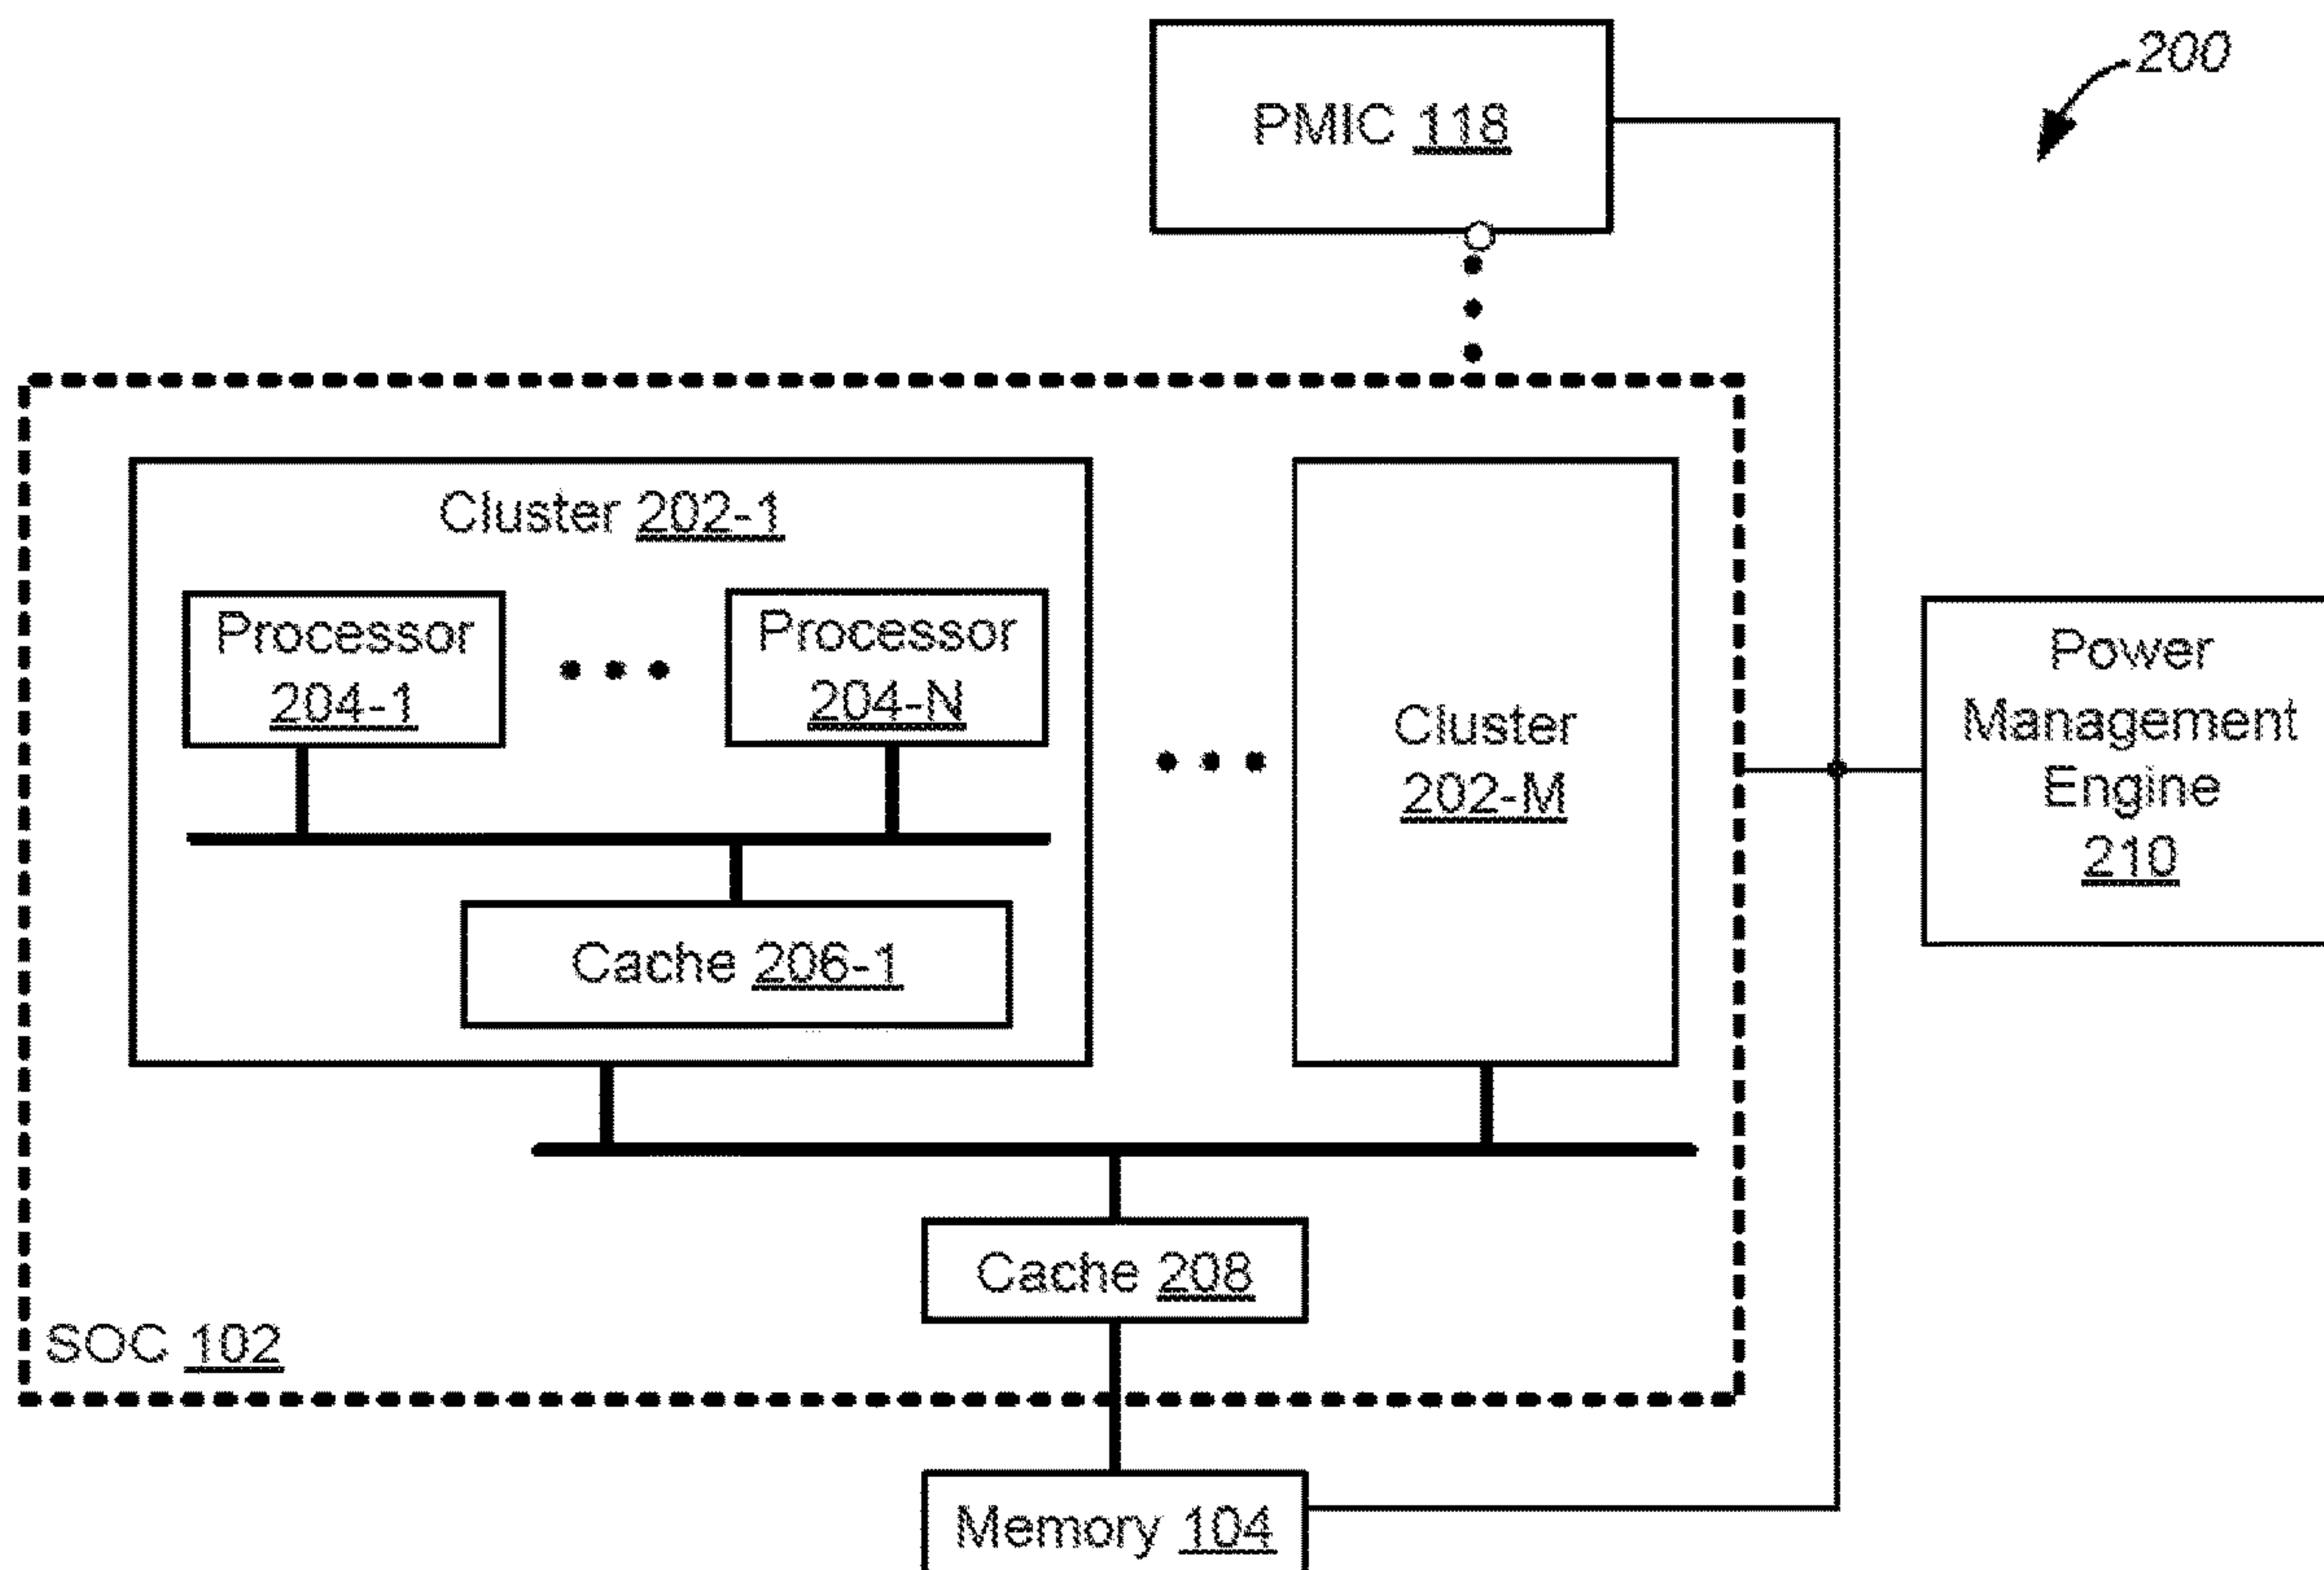 200
PMIC 118
Cluster 202-1
Processor
204-1
Processor
204-N
Cache 206-1
Cluster
202-M
Power
Management
Engine
210
Cache 208
SOC 102
Memory 104